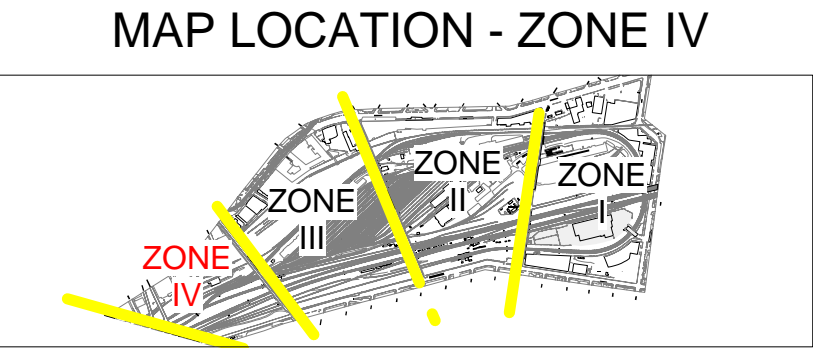 MAP LOCATION - ZONE IV
ZONE
I
ZONE
II
ZONE
III
ZONE
IV